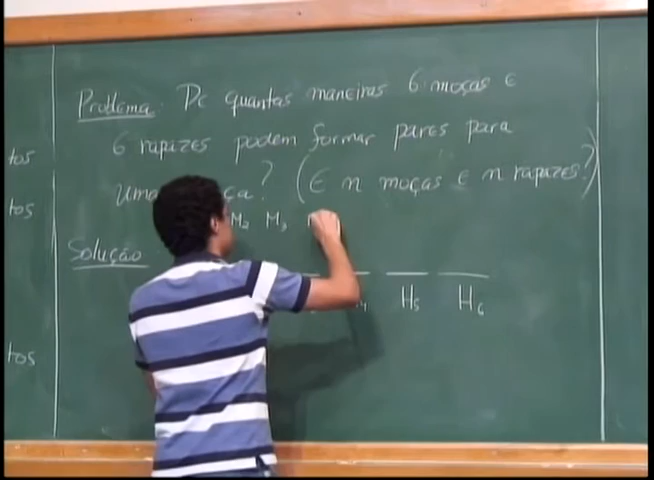 Problema: De quantas maneiras 6 moças e
tos
6 rapazes podem formar pares para
tos
uma ? (E n moças e n rapazes?)
M₂ M₃
Solução
H₅ H₆
tos